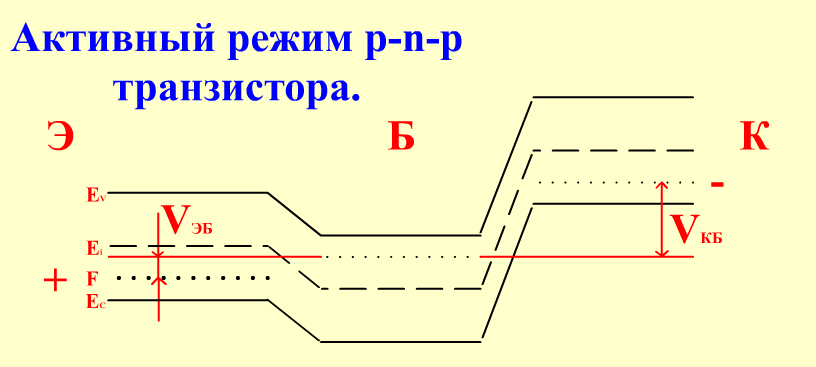 Активный режим p-n-p
транзистора.
Э Б К
Ev
VЭБ
-
VКБ
Ei
+ F
Ec